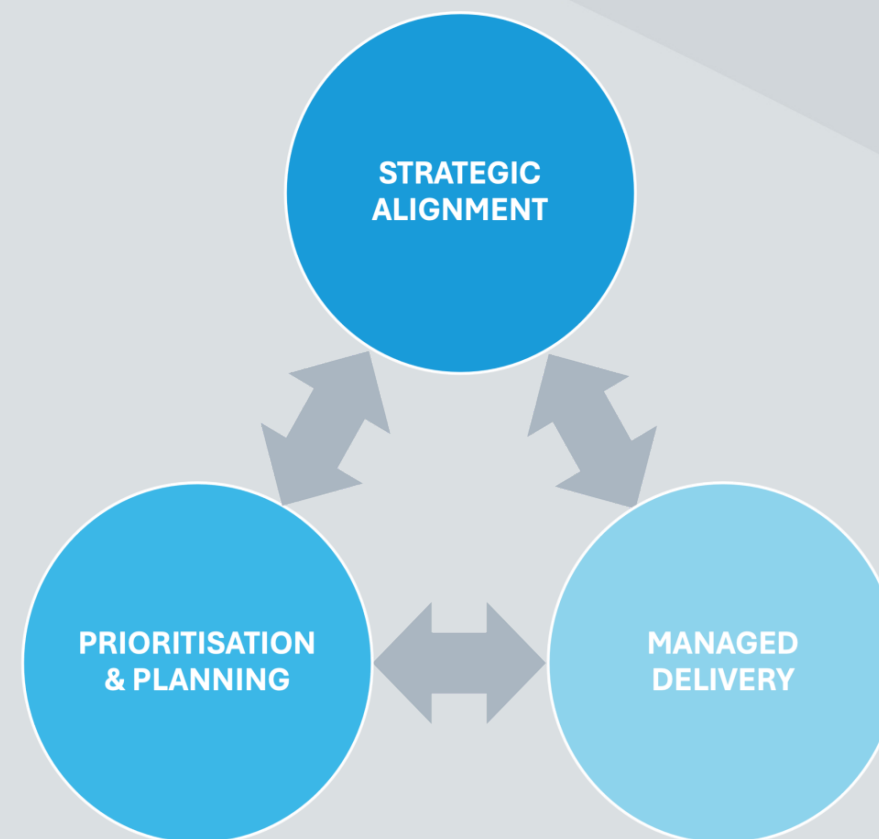 STRATEGIC
ALIGNMENT
PRIORITISATION
& PLANNING
MANAGED
DELIVERY